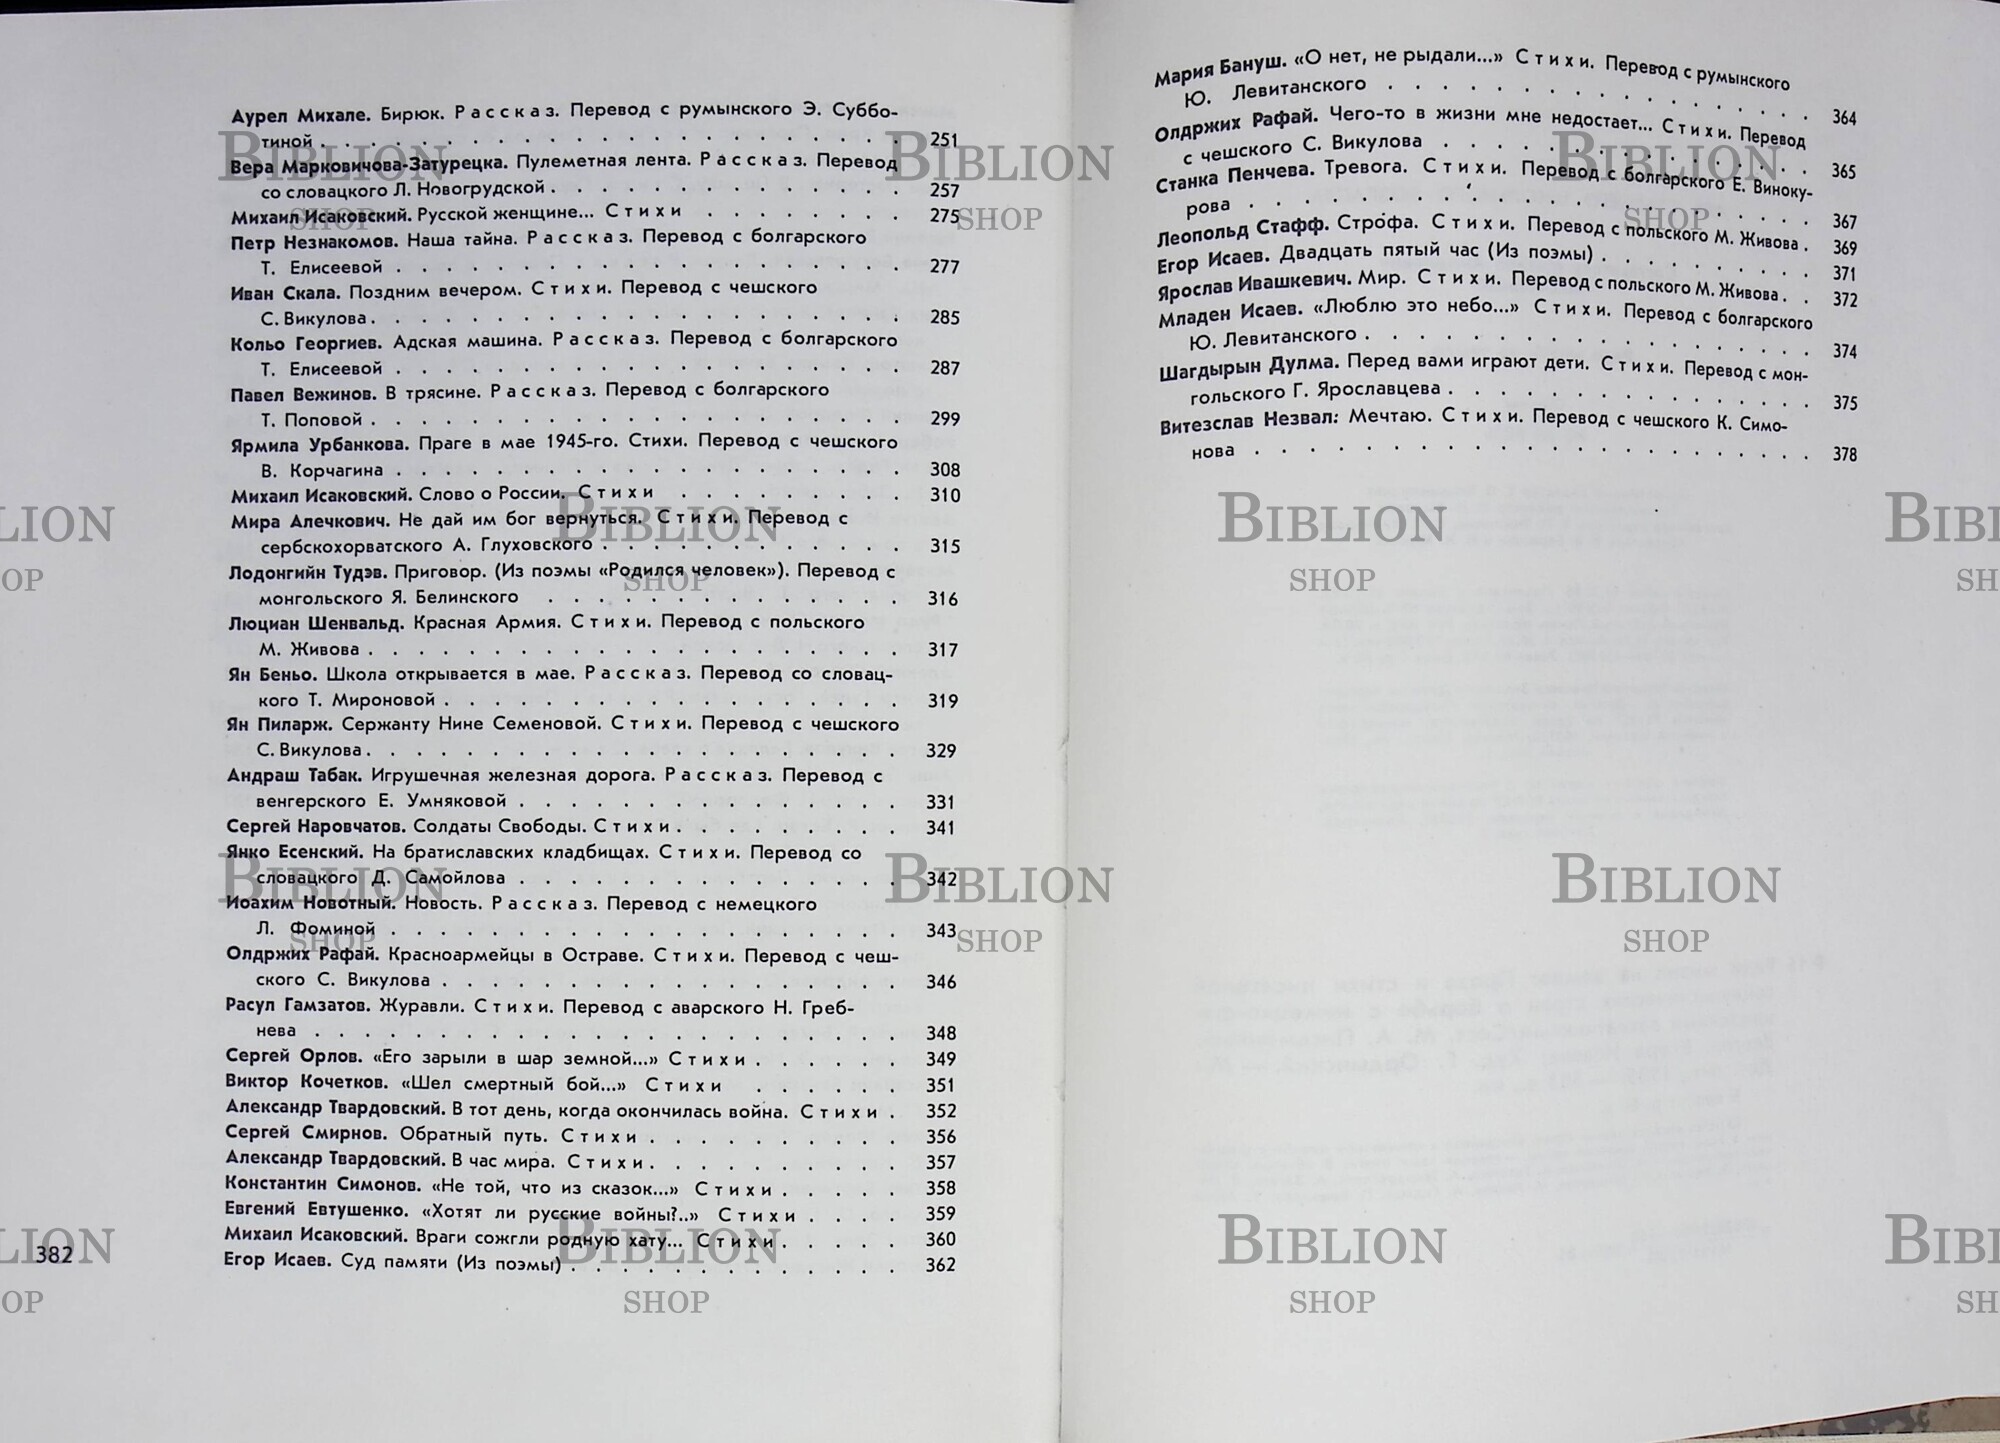 Аурел Михале. Бирюк. Рассказ. Перевод с румынского Э. Суббо-
тиной . . . . . . . . . . . . . . . . . . . . 251
Вера Марковичова-Затурецка. Пулеметная лента. Рассказ. Перевод
со словацкого Л. Новогрудской . . . . . . . . . . . . . 257
Михаил Исаковский. Русской женщине... Стихи . . . . . . . . 275
Петр Незнакомов. Наша тайна. Рассказ. Перевод с болгарского
Т. Елисеевой . . . . . . . . . . . . . . . . . . 277
Иван Скала. Поздним вечером. Стихи. Перевод с чешского
С. Викулова . . . . . . . . . . . . . . . . . . . 285
Кольо Георгиев. Адская машина. Рассказ. Перевод с болгарского
Т. Елисеевой . . . . . . . . . . . . . . . . . . 287
Павел Вежинов. В трясине. Рассказ. Перевод с болгарского
Т. Поповой . . . . . . . . . . . . . . . . . . . 299
Ярмила Урбанкова. Праге в мае 1945-го. Стихи. Перевод с чешского
В. Корчагина . . . . . . . . . . . . . . . . . . 308
Михаил Исаковский. Слово о России. Стихи . . . . . . . . . 310
Мира Алечкович. Не дай им бог вернуться. Стихи. Перевод с
сербскохорватского А. Глуховского . . . . . . . . . . . 315
Лодонгийн Тудэв. Приговор. (Из поэмы «Родился человек»). Перевод с
монгольского Я. Белинского . . . . . . . . . . . . . 316
Люциан Шенвальд. Красная Армия. Стихи. Перевод с польского
М. Живова . . . . . . . . . . . . . . . . . . . 317
Ян Беньо. Школа открывается в мае. Рассказ. Перевод со словац-
кого Т. Мироновой . . . . . . . . . . . . . . . . 319
Ян Пиларж. Сержанту Нине Семеновой. Стихи. Перевод с чешского
С. Викулова . . . . . . . . . . . . . . . . . . . 329
Андраш Табак. Игрушечная железная дорога. Рассказ. Перевод с
венгерского Е. Умняковой . . . . . . . . . . . . . . 331
Сергей Наровчатов. Солдаты Свободы. Стихи . . . . . . . . . 341
Янко Есенский. На братиславских кладбищах. Стихи. Перевод со
словацкого Д. Самойлова . . . . . . . . . . . . . . 342
Иоахим Новотный. Новость. Рассказ. Перевод с немецкого
Л. Фоминой . . . . . . . . . . . . . . . . . . . 343
Олдржих Рафай. Красноармейцы в Остраве. Стихи. Перевод с чеш-
ского С. Викулова . . . . . . . . . . . . . . . . . 346
Расул Гамзатов. Журавли. Стихи. Перевод с аварского Н. Греб-
нева . . . . . . . . . . . . . . . . . . . . . 348
Сергей Орлов. «Его зарыли в шар земной...» Стихи . . . . . . 349
Виктор Кочетков. «Шел смертный бой...» Стихи . . . . . . 351
Александр Твардовский. В тот день, когда окончилась война. Стихи . 352
Сергей Смирнов. Обратный путь. Стихи . . . . . . . . . . 356
Александр Твардовский. В час мира. Стихи . . . . . . . . . . 357
Константин Симонов. «Не той, что из сказок...» Стихи . . . . . 358
Евгений Евтушенко. «Хотят ли русские войны?..» Стихи . . . . 359
Михаил Исаковский. Враги сожгли родную хату... Стихи . . . . . 360
Егор Исаев. Суд памяти (Из поэмы) . . . . . . . . . . . . . 362
382
Мария Бануш. «О нет, не рыдали...» Стихи. Перевод с румынского
Ю. Левитанского . . . . . . . . . . . . . . . . . 364
Олдржих Рафай. Чего-то в жизни мне недостает... Стихи. Перевод
с чешского С. Викулова . . . . . . . . . . . . . . . 365
Станка Пенчева. Тревога. Стихи. Перевод с болгарского Е. Виноку-
рова . . . . . . . . . . . . . . . . . . . . . 367
Леопольд Стафф. Строфа. Стихи. Перевод с польского М. Живова . 369
Егор Исаев. Двадцать пятый час (Из поэмы) . . . . . . . . . 371
Ярослав Ивашкевич. Мир. Стихи. Перевод с польского М. Живова . . 372
Младен Исаев. «Люблю это небо...» Стихи. Перевод с болгарского
Ю. Левитанского . . . . . . . . . . . . . . . . . 374
Шагдырын Дулма. Перед вами играют дети. Стихи. Перевод с мон-
гольского Г. Ярославцева . . . . . . . . . . . . . . 375
Витезслав Незвал: Мечтаю. Стихи. Перевод с чешского К. Симо-
нова . . . . . . . . . . . . . . . . . . . . . 378
BIBLION
SHOP